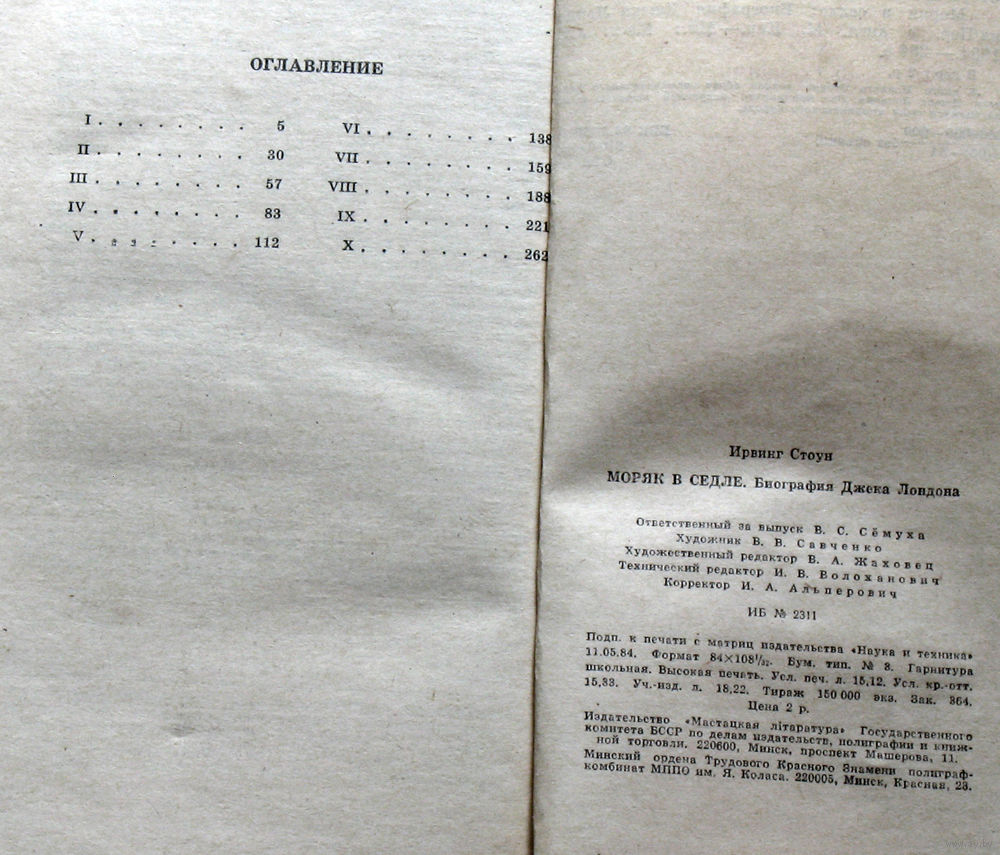 ОГЛАВЛЕНИЕ
I . . . . . . . . 5
II . . . . . . . . 30
III . . . . . . . . 57
IV . . . . . . . . 83
V . . . . . . . . 112
VI . . . . . . . . 138
VII . . . . . . . . 159
VIII . . . . . . . . 188
IX . . . . . . . . 221
X . . . . . . . . 262
Ирвинг Стоун
МОРЯК В СЕДЛЕ. Биография Джека Лондона
Ответственный за выпуск В. С. Сёмуха
Художник В. В. Савченко
Художественный редактор В. А. Жаховец
Технический редактор И. В. Волоханович
Корректор И. А. Альперович
ИБ № 2311
Подп. к печати с матриц издательства «Наука и техника»
11.05.84. Формат 84×108 1/32. Бум. тип. № 8. Гарнитура
школьная. Высокая печать. Усл. печ. л. 15,12. Усл. кр.-отт.
15,33. Уч.-изд. л. 18,22. Тираж 150 000 экз. Зак. 364.
Цена 2 р.
Издательство «Мастацкая літаратура» Государственного
комитета БССР по делам издательств, полиграфии и книж-
ной торговли. 220600, Минск, проспект Машерова, 11.
Минский ордена Трудового Красного Знамени полиграф-
комбинат МППО им. Я. Коласа. 220005, Минск, Красная, 23.